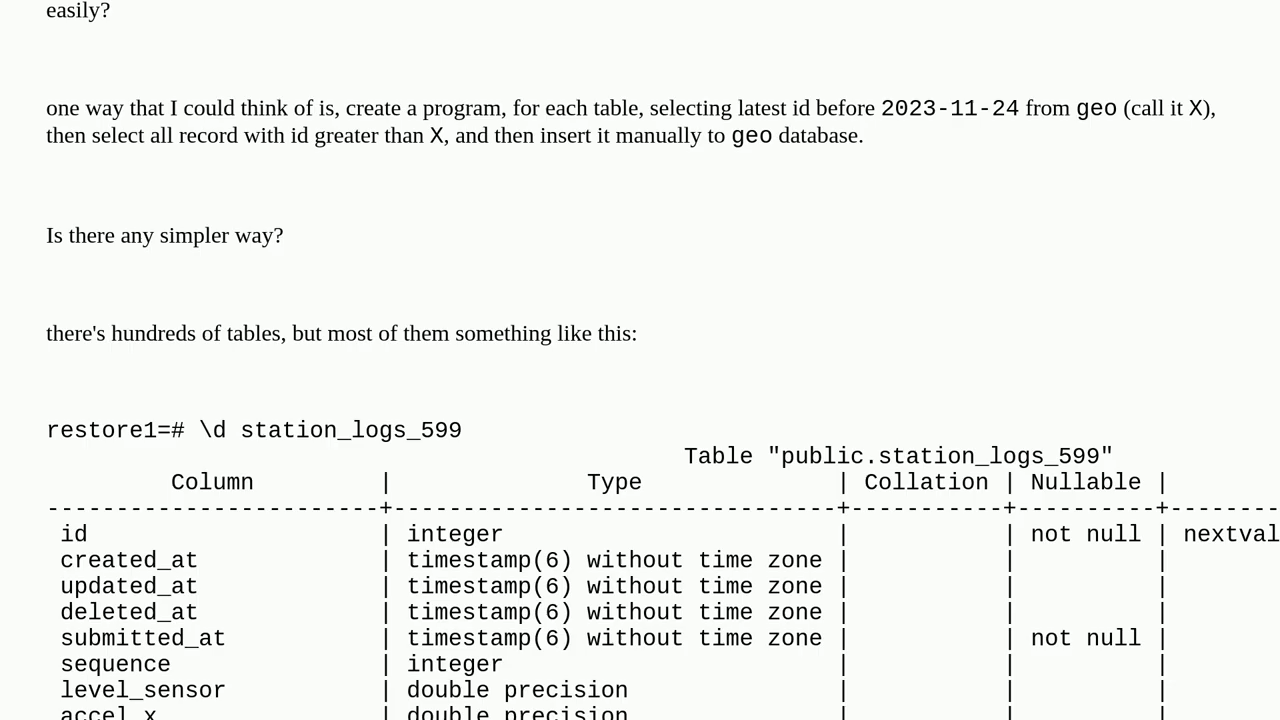 easily?
one way that I could think of is, create a program, for each table, selecting latest id before 2023-11-24 from geo (call it X),
then select all record with id greater than X, and then insert it manually to geo database.
Is there any simpler way?
there's hundreds of tables, but most of them something like this:
restore1=# \d station_logs_599
Table "public.station_logs_599"
Column | Type | Collation | Nullable |
------------------------+--------------------------------+-----------+----------+--------
id | integer | | not null | nextval
created_at | timestamp(6) without time zone | | |
updated_at | timestamp(6) without time zone | | |
deleted_at | timestamp(6) without time zone | | |
submitted_at | timestamp(6) without time zone | | not null |
sequence | integer | | |
level_sensor | double precision | | |
accel_x | double precision | | |